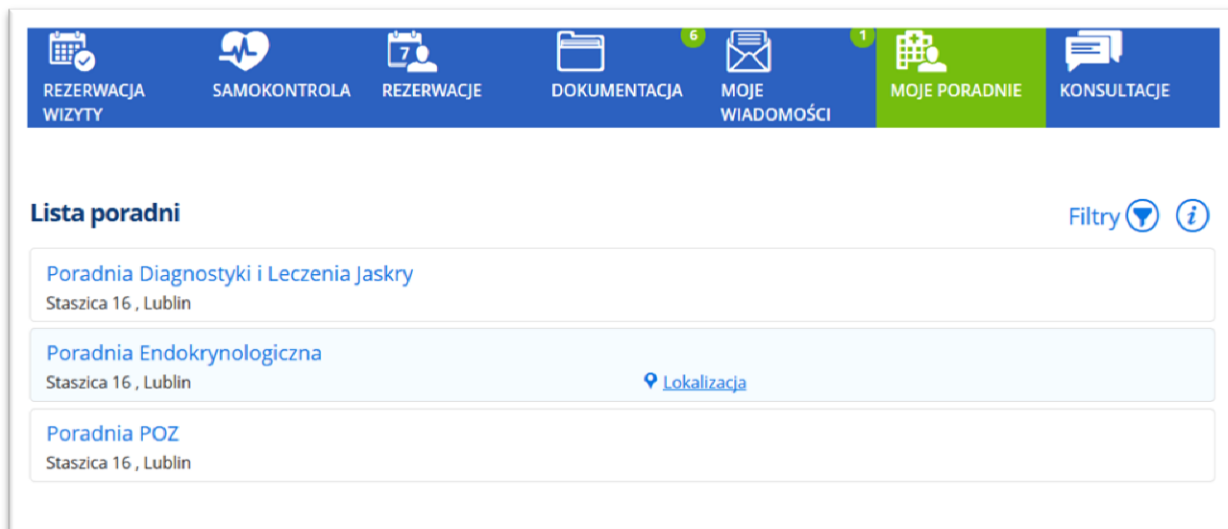 REZERWACJA
WIZYTY
SAMOKONTROLA
7
REZERWACJE
DOKUMENTACJA
6
MOJE
WIADOMOŚCI
1
MOJE PORADNIE
KONSULTACJE
Lista poradni
Filtry i
Poradnia Diagnostyki i Leczenia Jaskry
Staszica 16 , Lublin
Poradnia Endokrynologiczna
Staszica 16 , Lublin Lokalizacja
Poradnia POZ
Staszica 16 , Lublin